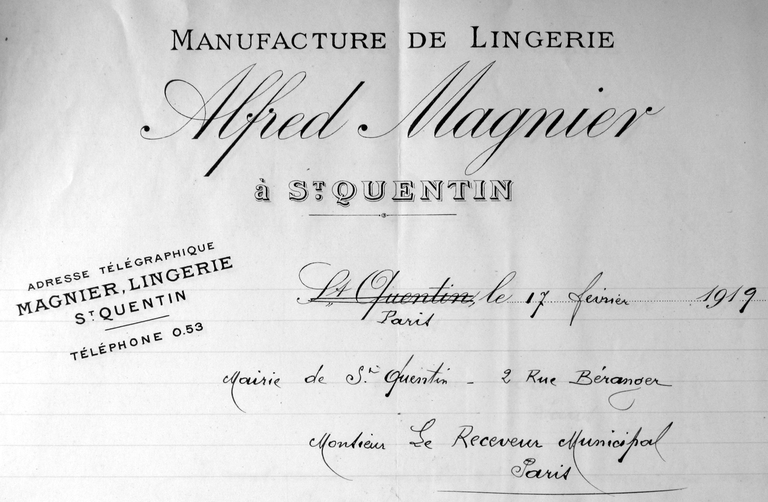 MANUFACTURE DE LINGERIE
Alfred Magnier
à ST. QUENTIN
ADRESSE TÉLÉGRAPHIQUE
MAGNIER, LINGERIE
ST QUENTIN
TÉLÉPHONE 0.53
St Quentin, le 17 février 1919
Paris
Mairie de St Quentin - 2 Rue Béranger
Monsieur Le Receveur Municipal
Paris